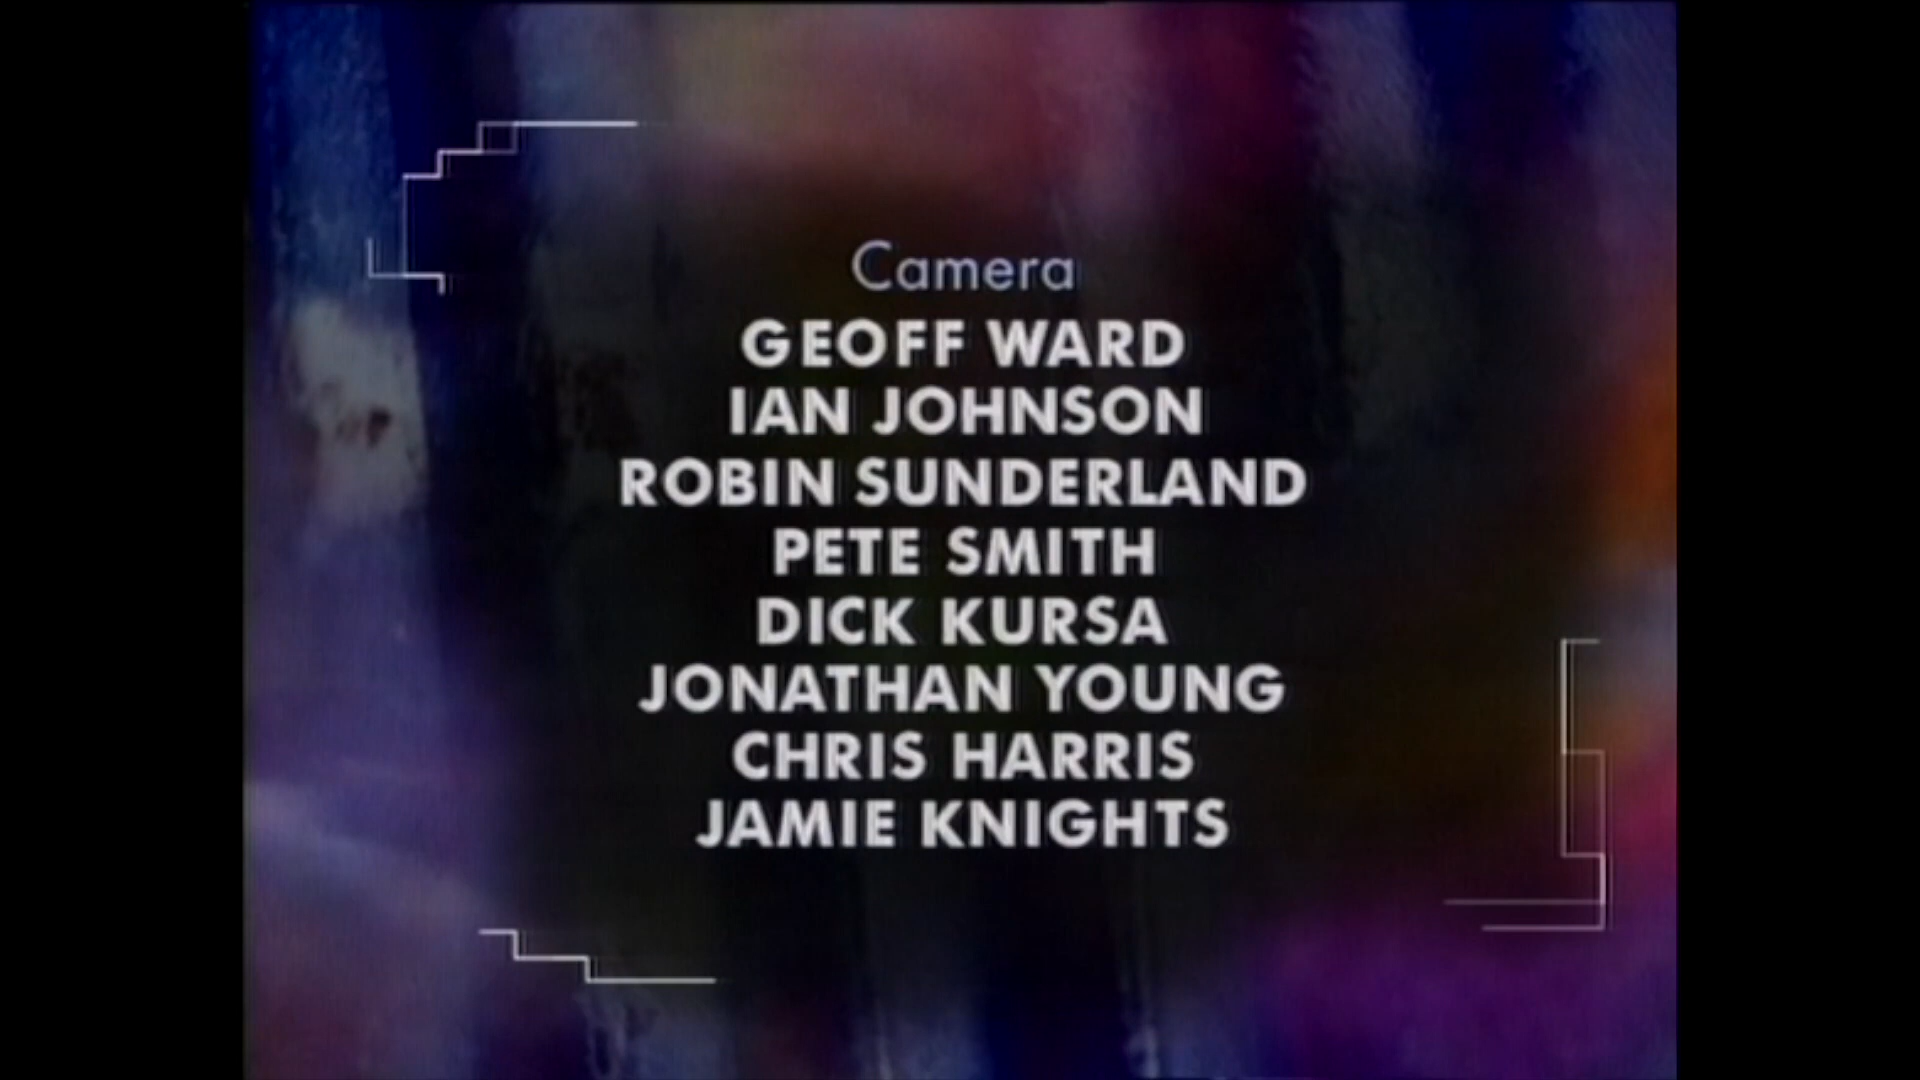 Camera
GEOFF WARD
IAN JOHNSON
ROBIN SUNDERLAND
PETE SMITH
DICK KURSA
JONATHAN YOUNG
CHRIS HARRIS
JAMIE KNIGHTS